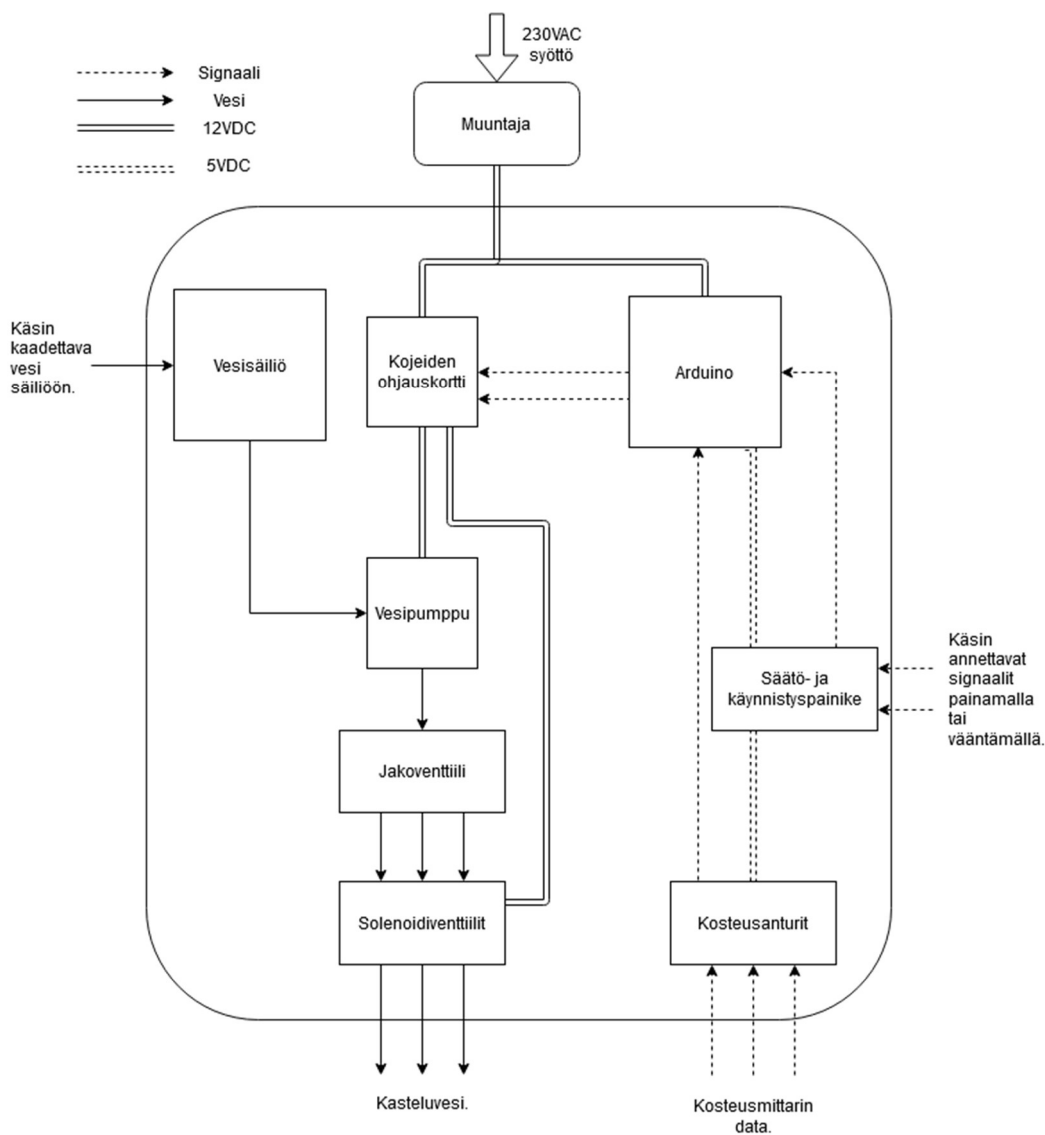 230VAC
syöttö
Signaali
Vesi
12VDC
5VDC
Muuntaja
Käsin
kaadettava
vesi
säiliöön.
Vesisäiliö
Kojeiden
ohjauskortti
Arduino
Vesipumppu
Säätö- ja
käynnistyspainike
Käsin
annettavat
signaalit
painamalla
tai
vääntämällä.
Jakoventtiili
Solenoidiventtiilit
Kosteusanturit
Kasteluvesi.
Kosteusmittarin
data.